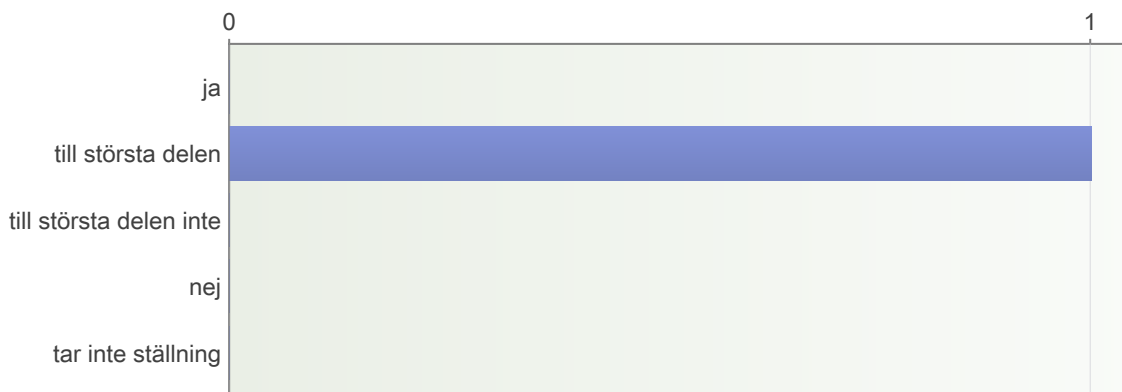 0 1
ja
till största delen
till största delen inte
nej
tar inte ställning